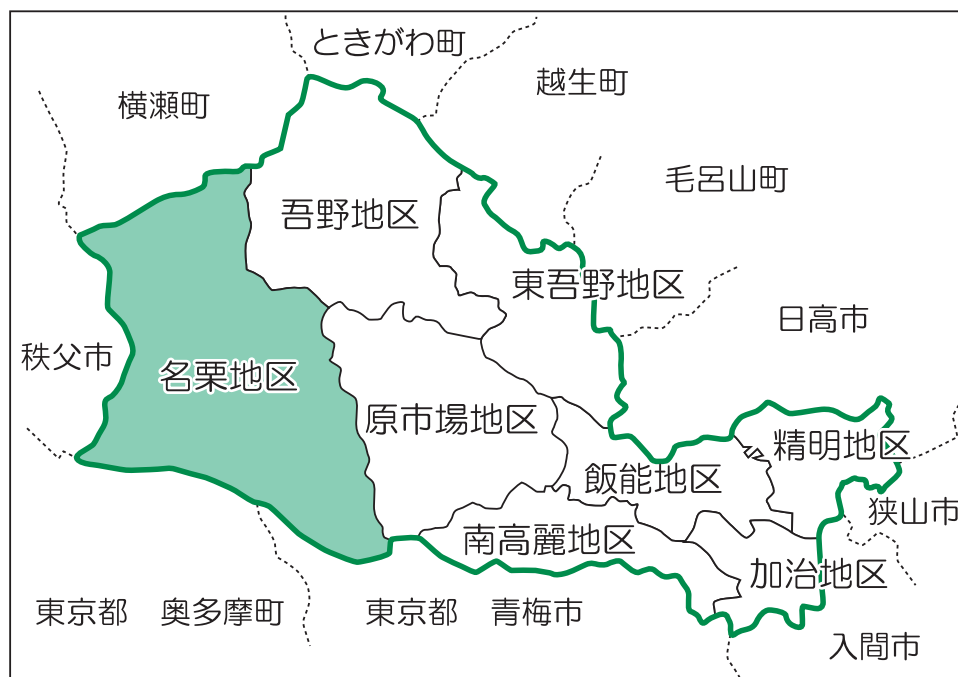 ときがわ町
越生町
横瀬町
毛呂山町
吾野地区
東吾野地区
日高市
秩父市
名栗地区
原市場地区
精明地区
飯能地区
狭山市
南高麗地区
加治地区
東京都 奥多摩町
東京都 青梅市
入間市